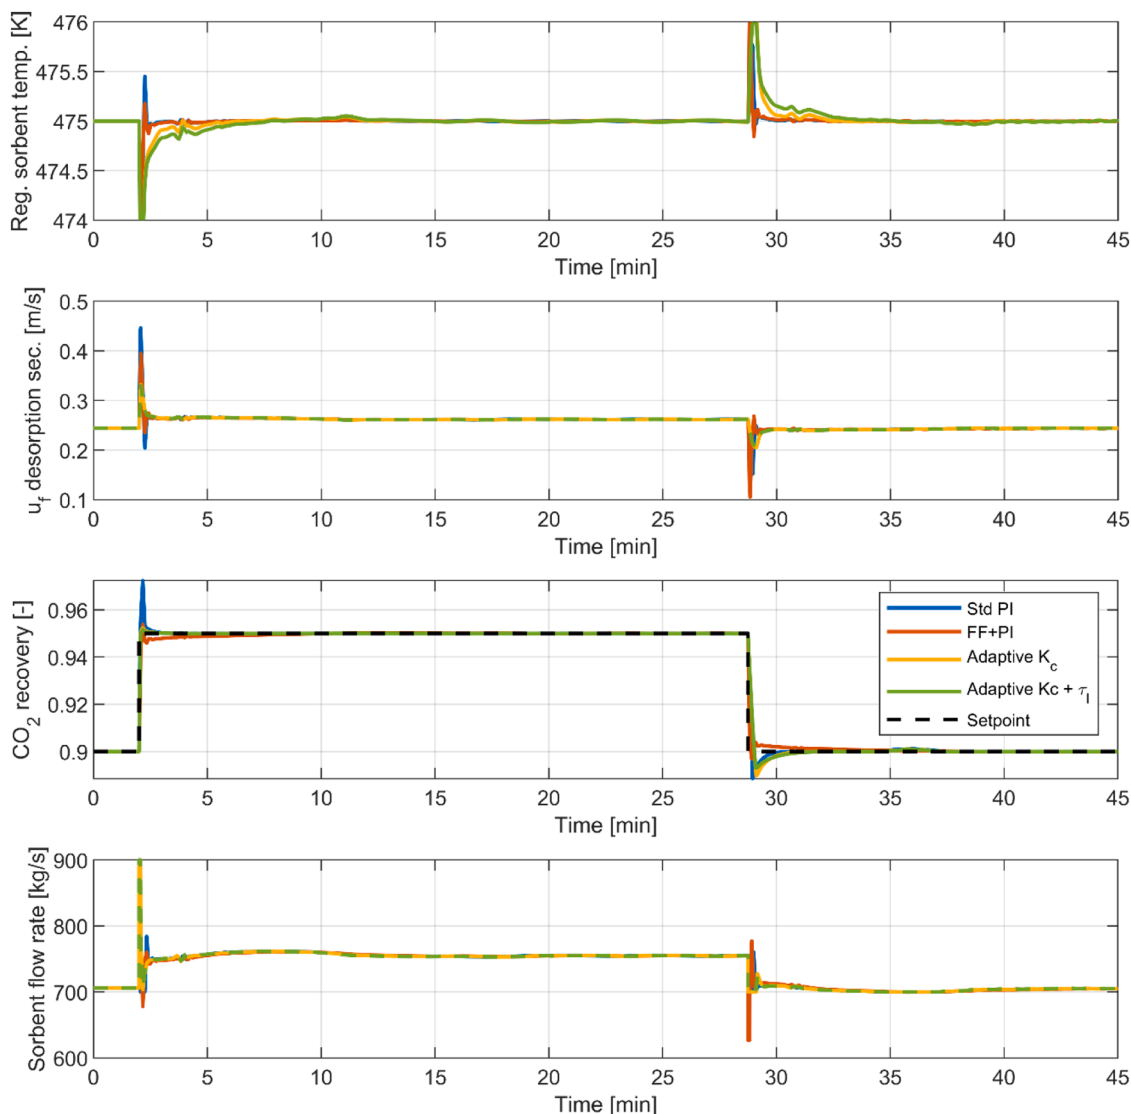 Reg. sorbent temp. [K]
476
475.5
475
474.5
474
0 5 10 15 20 25 30 35 40 45
Time [min]
u_f desorption sec. [m/s]
0.5
0.4
0.3
0.2
0.1
0 5 10 15 20 25 30 35 40 45
Time [min]
CO_2 recovery [-]
0.96
0.94
0.92
0.9
Std PI
FF+PI
Adaptive K_c
Adaptive Kc + τ_I
Setpoint
0 5 10 15 20 25 30 35 40 45
Time [min]
Sorbent flow rate [kg/s]
900
800
700
600
0 5 10 15 20 25 30 35 40 45
Time [min]